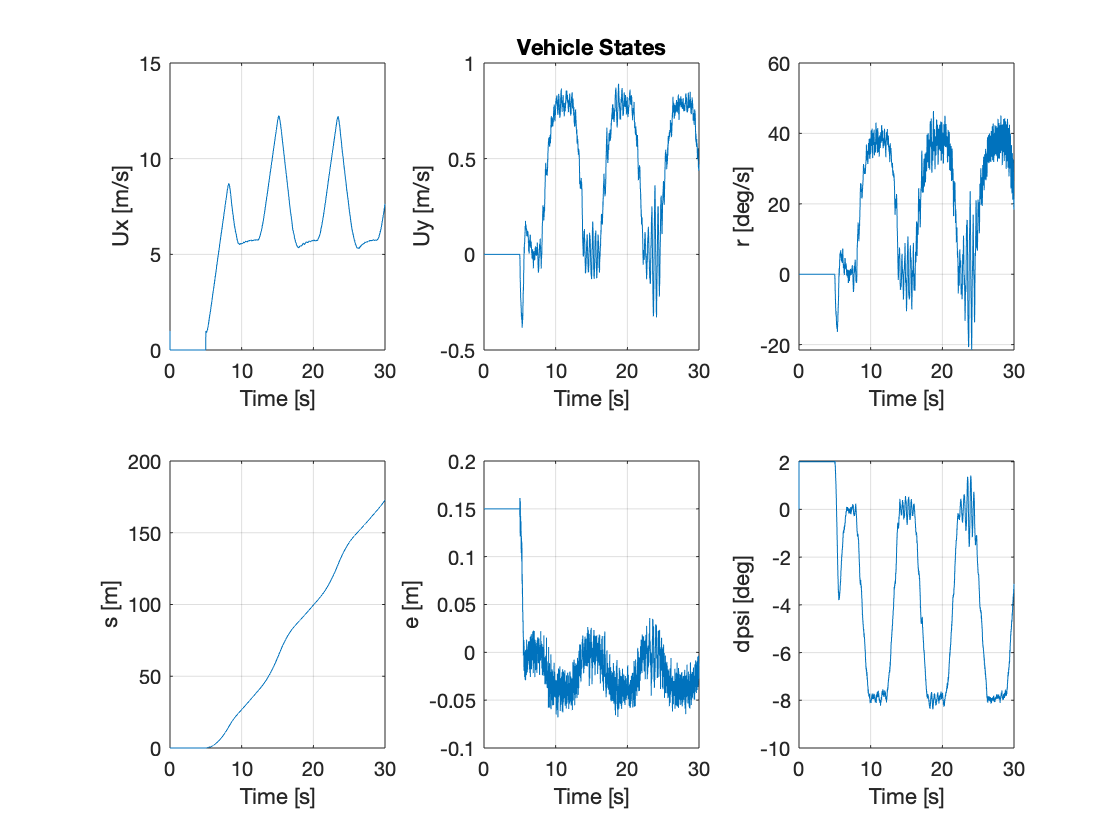 Vehicle States
15
10
5
0
Ux [m/s]
0 10 20 30
Time [s]
1
0.5
0
-0.5
Uy [m/s]
0 10 20 30
Time [s]
60
40
20
0
-20
r [deg/s]
0 10 20 30
Time [s]
200
150
100
50
0
s [m]
0 10 20 30
Time [s]
0.2
0.15
0.1
0.05
0
-0.05
-0.1
e [m]
0 10 20 30
Time [s]
2
0
-2
-4
-6
-8
-10
dpsi [deg]
0 10 20 30
Time [s]